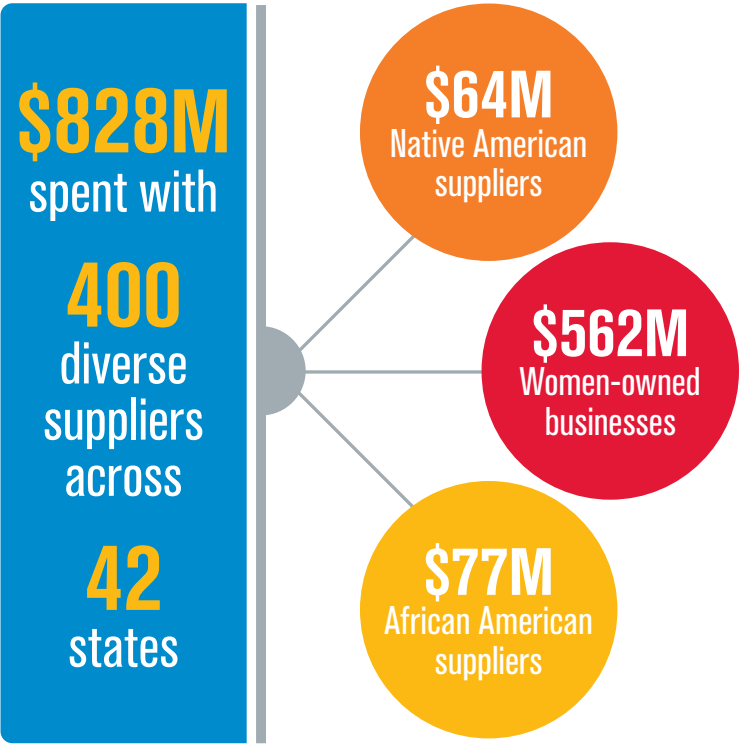 $828M
spent with
400
diverse
suppliers
across
42
states
$64M
Native American
suppliers
$562M
Women-owned
businesses
$77M
African American
suppliers